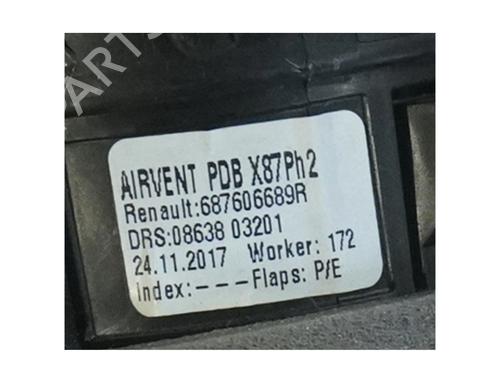 AIRVENT PDB X87Ph2
Renault:687606689R
DRS:08638 03201
24.11.2017 Worker: 172
Index:---Flaps: P/E